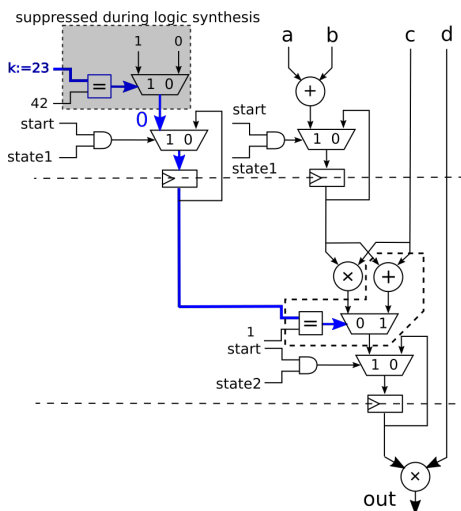 suppressed during logic synthesis
a b c d
1 0
k:=23
= 1 0
42
0
start
start
1 0
1 0
+
state1
state1
× +
1
= 0 1
start
1 0
state2
×
out